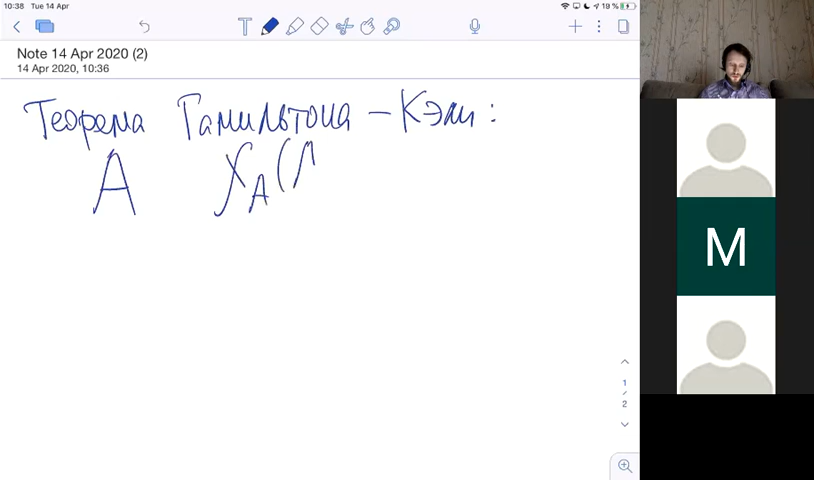 10:38 Tue 14 Apr
19 %
T
Note 14 Apr 2020 (2)
14 Apr 2020, 10:36
Теорема Гамильтона – Кэли:
A χ_A(
M
1
/
2